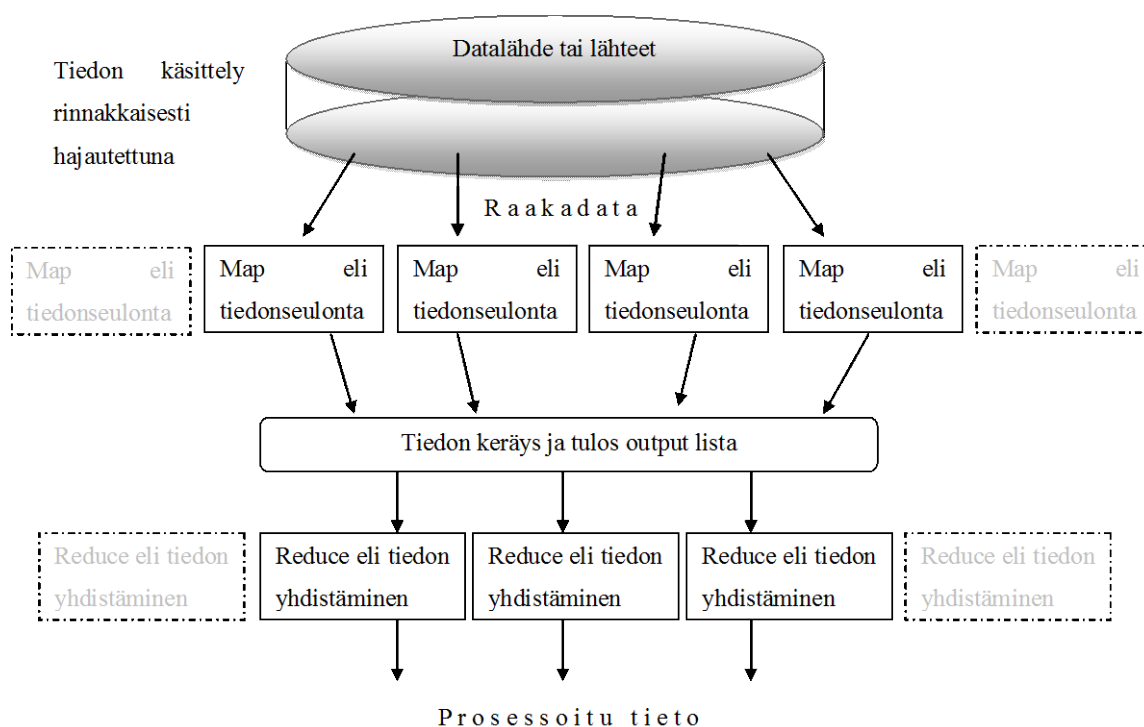 Datalähde tai lähteet
Tiedon käsittely
rinnakkaisesti
hajautettuna
Raakadata
Map eli
tiedonseulonta
Map eli
tiedonseulonta
Map eli
tiedonseulonta
Map eli
tiedonseulonta
Map eli
tiedonseulonta
Map eli
tiedonseulonta
Tiedon keräys ja tulos output lista
Reduce eli tiedon
yhdistäminen
Reduce eli tiedon
yhdistäminen
Reduce eli tiedon
yhdistäminen
Reduce eli tiedon
yhdistäminen
Reduce eli tiedon
yhdistäminen
Prosessoitu tieto